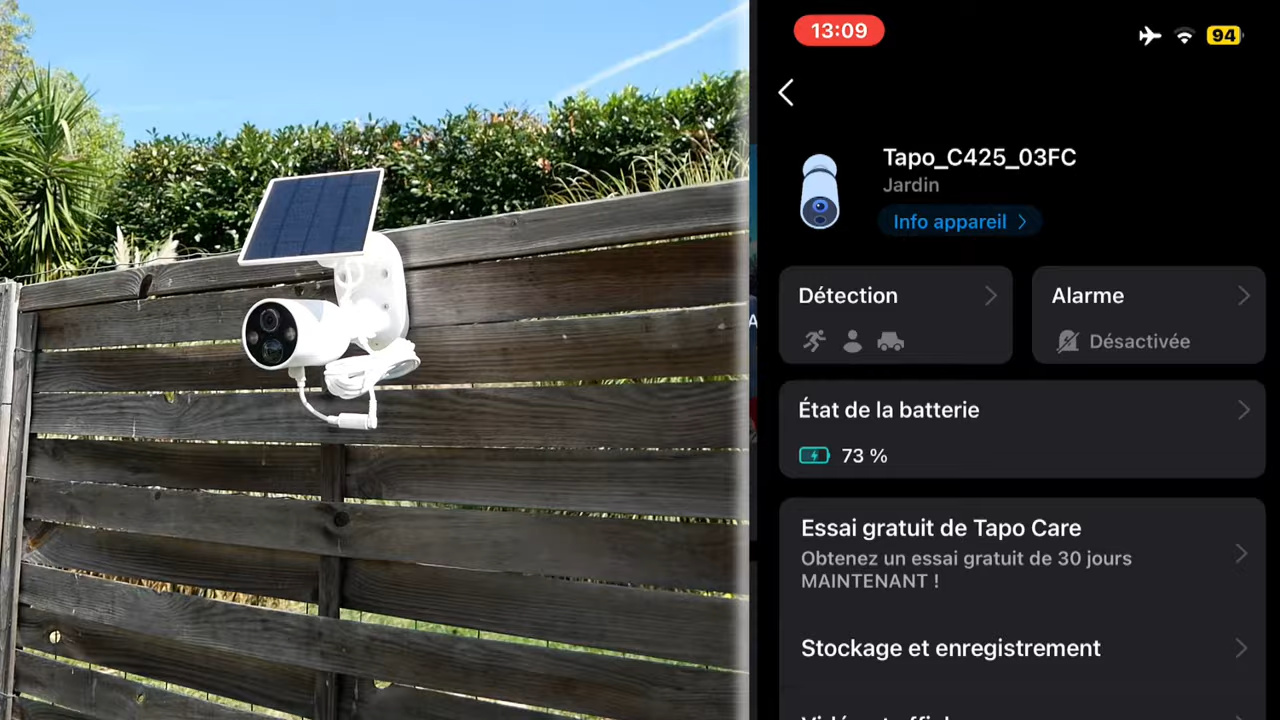 13:09
94
Tapo_C425_03FC
Jardin
Info appareil
Détection
Alarme
Désactivée
État de la batterie
73 %
Essai gratuit de Tapo Care
Obtenez un essai gratuit de 30 jours
MAINTENANT !
Stockage et enregistrement